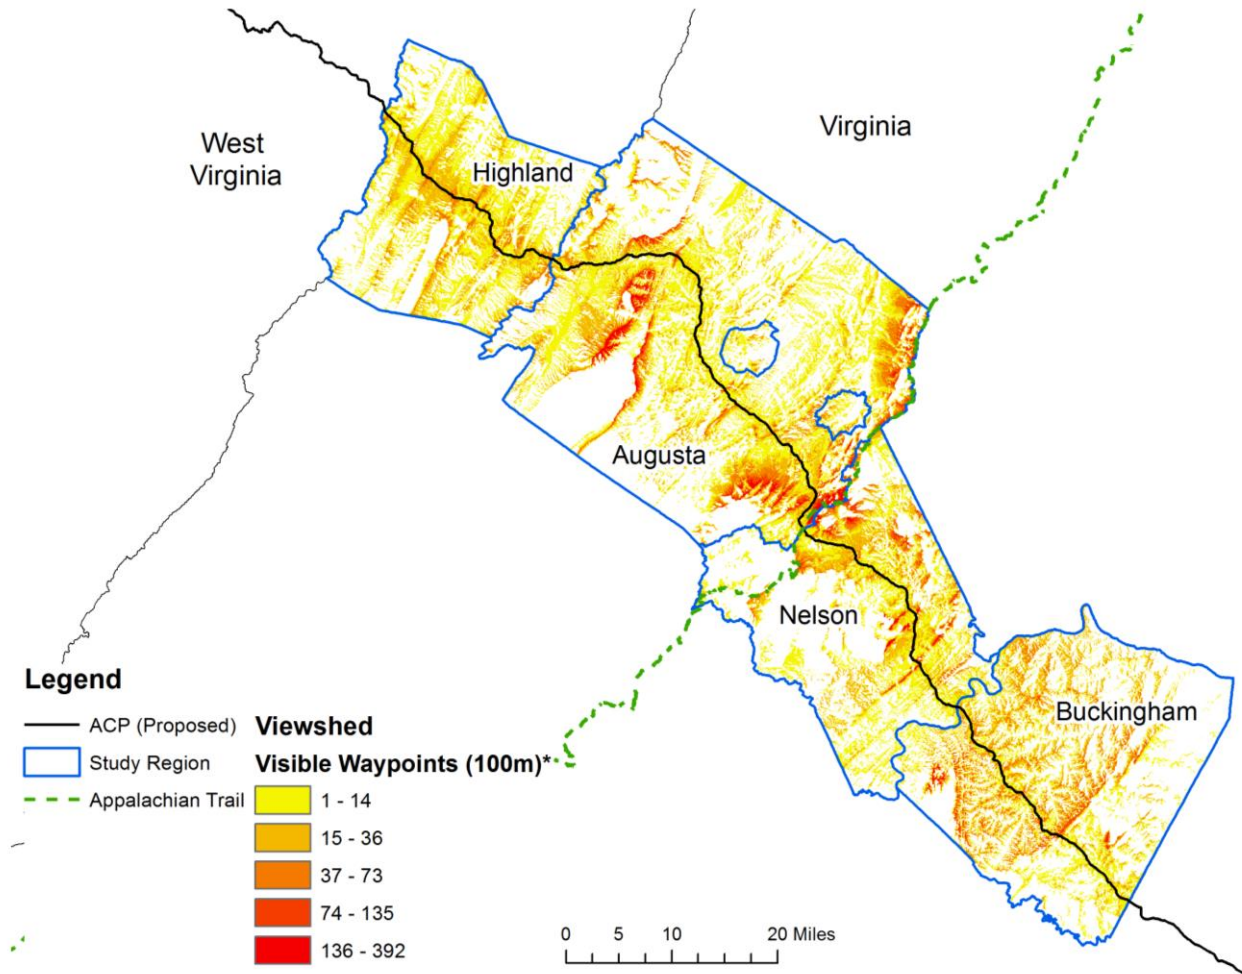 West
Virginia
Virginia
Highland
Augusta
Nelson
Buckingham
Legend
ACP (Proposed)
Study Region
Appalachian Trail
Viewshed
Visible Waypoints (100m)*
1 - 14
15 - 36
37 - 73
74 - 135
136 - 392
0 5 10 20 Miles